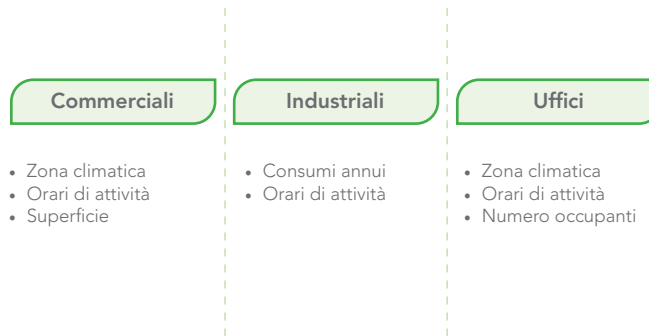 Commerciali
• Zona climatica
• Orari di attività
• Superficie
Industriali
• Consumi annui
• Orari di attività
Uffici
• Zona climatica
• Orari di attività
• Numero occupanti